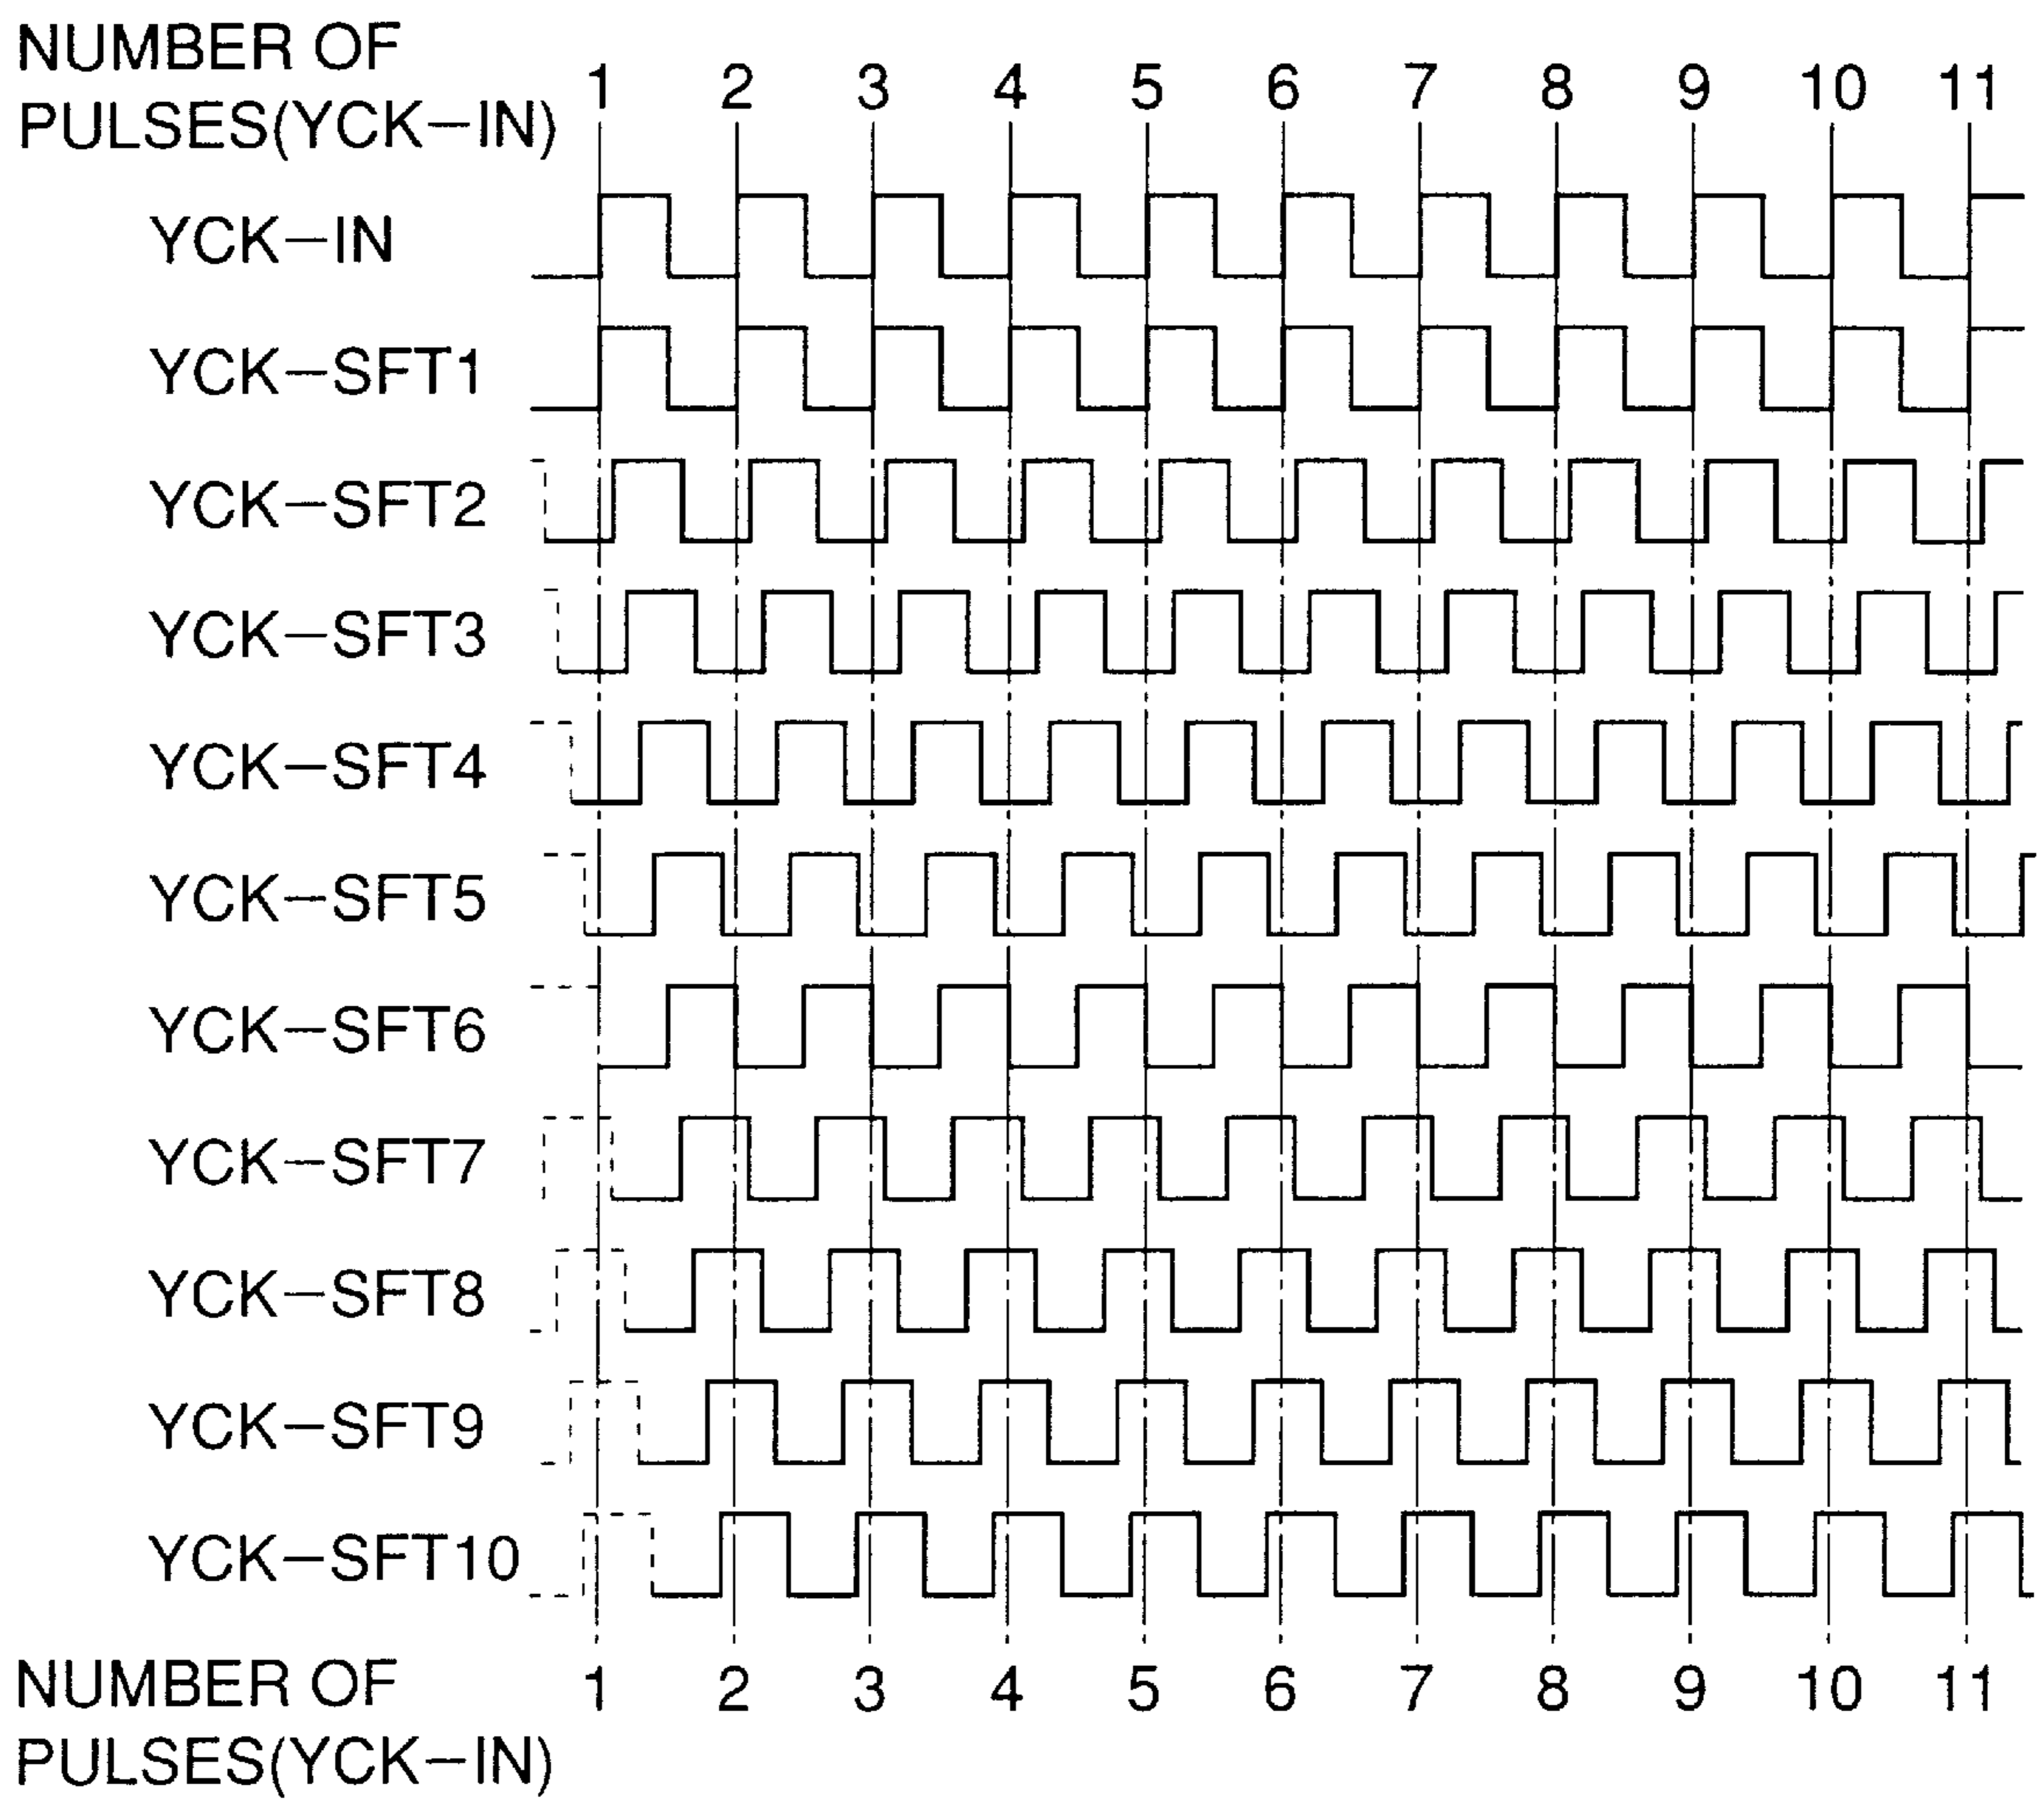 NUMBER OF
PULSES(YCK-IN)
1 2 3 4 5 6 7 8 9 10 11
YCK-IN
YCK-SFT1
YCK-SFT2
YCK-SFT3
YCK-SFT4
YCK-SFT5
YCK-SFT6
YCK-SFT7
YCK-SFT8
YCK-SFT9
YCK-SFT10
NUMBER OF
PULSES(YCK-IN)
1 2 3 4 5 6 7 8 9 10 11